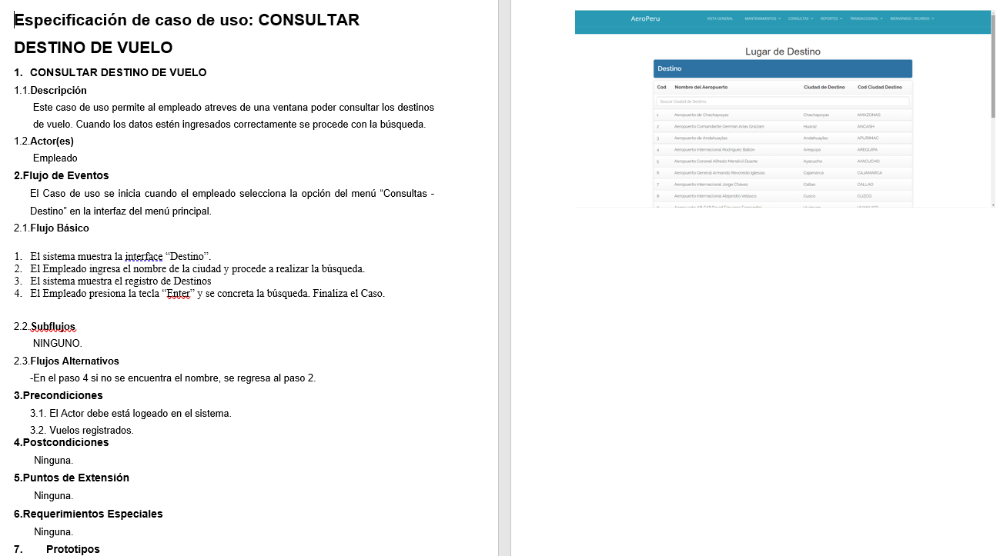 Especificación de caso de uso: CONSULTAR
DESTINO DE VUELO
1. CONSULTAR DESTINO DE VUELO
1.1.Descripción
Este caso de uso permite al empleado atreves de una ventana poder consultar los destinos
de vuelo. Cuando los datos estén ingresados correctamente se procede con la búsqueda.
1.2.Actor(es)
Empleado
2.Flujo de Eventos
El Caso de uso se inicia cuando el empleado selecciona la opción del menú “Consultas -
Destino” en la interfaz del menú principal.
2.1.Flujo Básico
1. El sistema muestra la interface “Destino”.
2. El Empleado ingresa el nombre de la ciudad y procede a realizar la búsqueda.
3. El sistema muestra el registro de Destinos
4. El Empleado presiona la tecla “Enter” y se concreta la búsqueda. Finaliza el Caso.
2.2.Subflujos
NINGUNO.
2.3.Flujos Alternativos
-En el paso 4 si no se encuentra el nombre, se regresa al paso 2.
3.Precondiciones
3.1. El Actor debe está logeado en el sistema.
3.2. Vuelos registrados.
4.Postcondiciones
Ninguna.
5.Puntos de Extensión
Ninguna.
6.Requerimientos Especiales
Ninguna.
7. Prototipos
AeroPeru VISTA GENERAL MANTENIMIENTOS CONSULTAS REPORTES TRANSACCIONAL BIENVENIDO : RICARDO
Lugar de Destino
Destino
Cod Nombre del Aeropuerto Ciudad de Destino Cod Ciudad Destino
Buscar Ciudad de Destino
1 Aeropuerto de Chachapoyas Chachapoyas AMAZONAS
2 Aeropuerto Comandante Germán Arias Graziani Huaraz ÁNCASH
3 Aeropuerto de Andahuaylas Andahuaylas APURÍMAC
4 Aeropuerto Internacional Rodríguez Ballón Arequipa AREQUIPA
5 Aeropuerto Coronel Alfredo Mendívil Duarte Ayacucho AYACUCHO
6 Aeropuerto General Armando Revoredo Iglesias Cajamarca CAJAMARCA
7 Aeropuerto Internacional Jorge Chávez Callao CALLAO
8 Aeropuerto Internacional Alejandro Velasco Cusco CUZCO